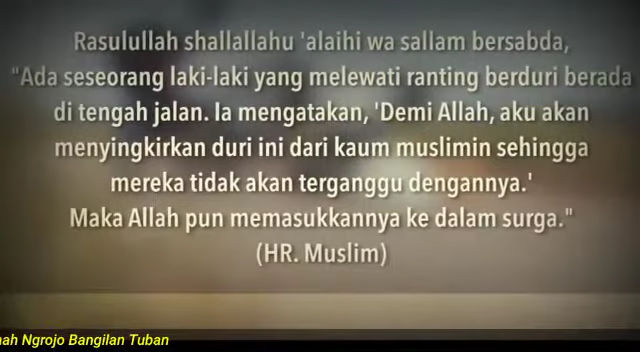 Rasulullah shallallahu 'alaihi wa sallam bersabda,
"Ada seseorang laki-laki yang melewati ranting berduri berada
di tengah jalan. Ia mengatakan, 'Demi Allah, aku akan
menyingkirkan duri ini dari kaum muslimin sehingga
mereka tidak akan terganggu dengannya.'
Maka Allah pun memasukkannya ke dalam surga."
(HR. Muslim)
Ngrojo Bangilan Tuban